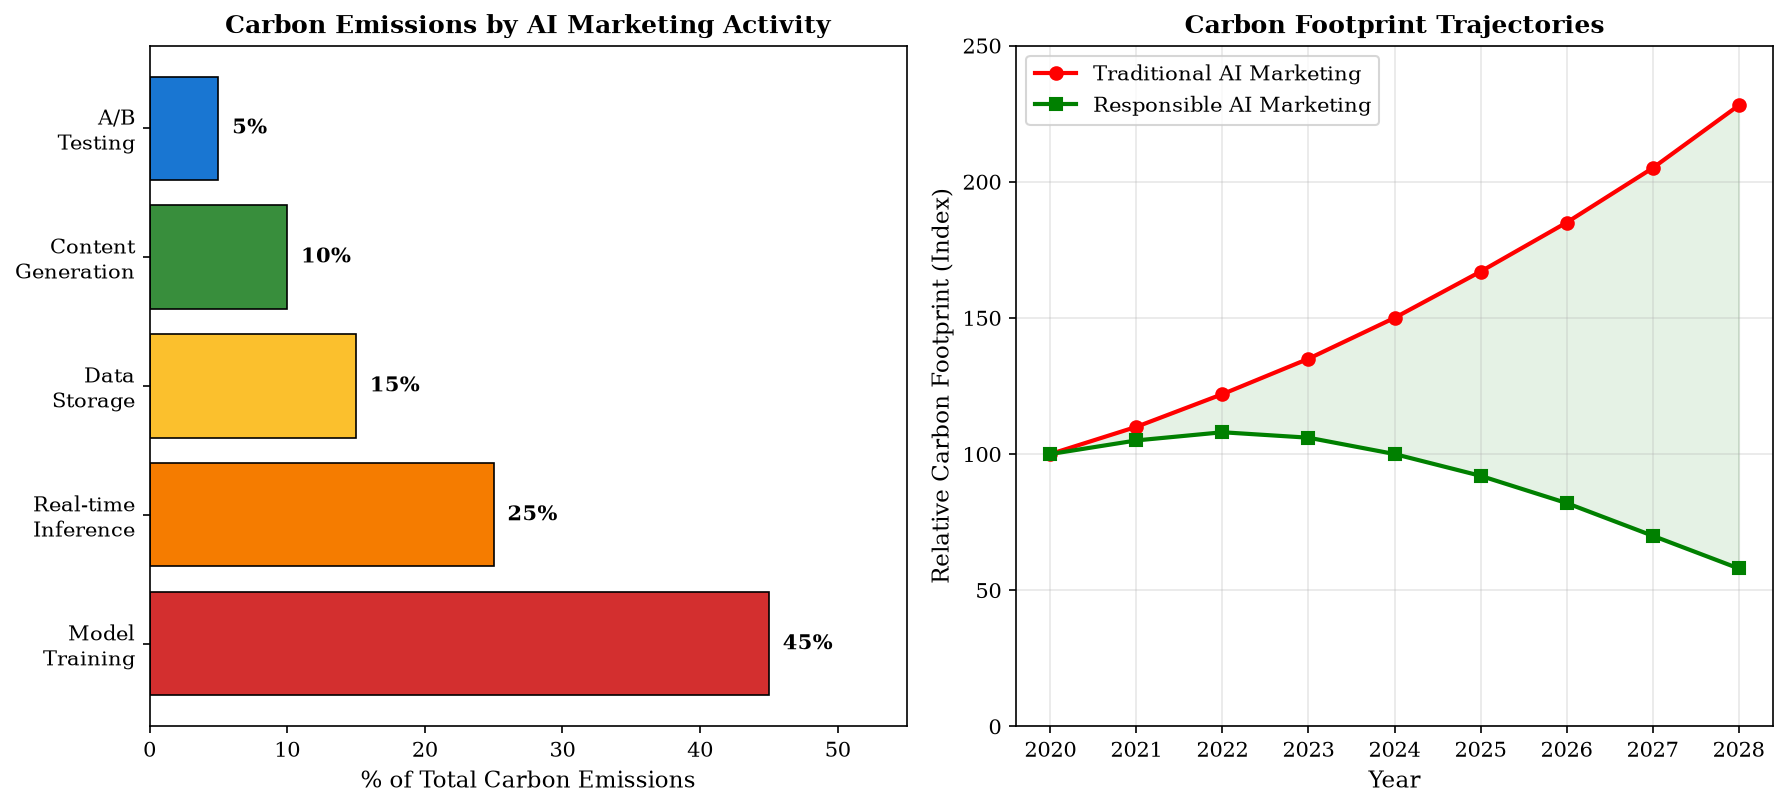 Carbon Emissions by AI Marketing Activity
A/B
Testing
5%
Content
Generation
10%
Data
Storage
15%
Real-time
Inference
25%
Model
Training
45%
0 10 20 30 40 50
% of Total Carbon Emissions
Carbon Footprint Trajectories
Traditional AI Marketing
Responsible AI Marketing
Relative Carbon Footprint (Index)
250
200
150
100
50
0
2020 2021 2022 2023 2024 2025 2026 2027 2028
Year